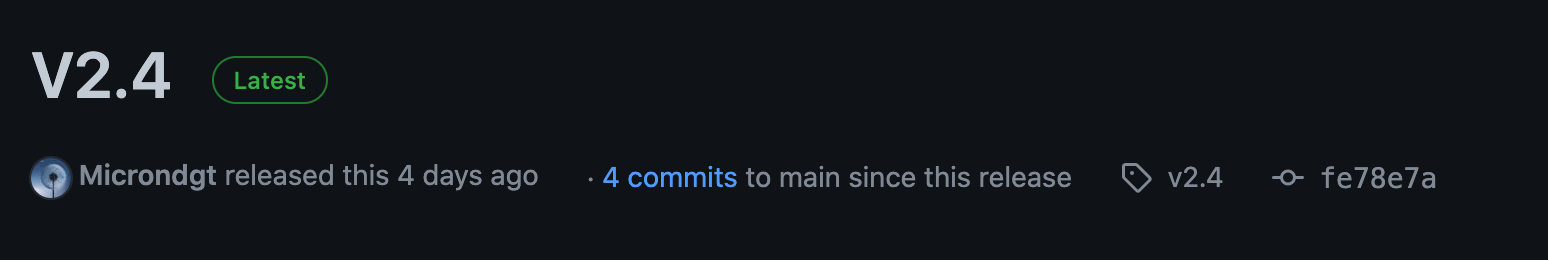 V2.4 Latest
Microndgt released this 4 days ago · 4 commits to main since this release v2.4 fe78e7a